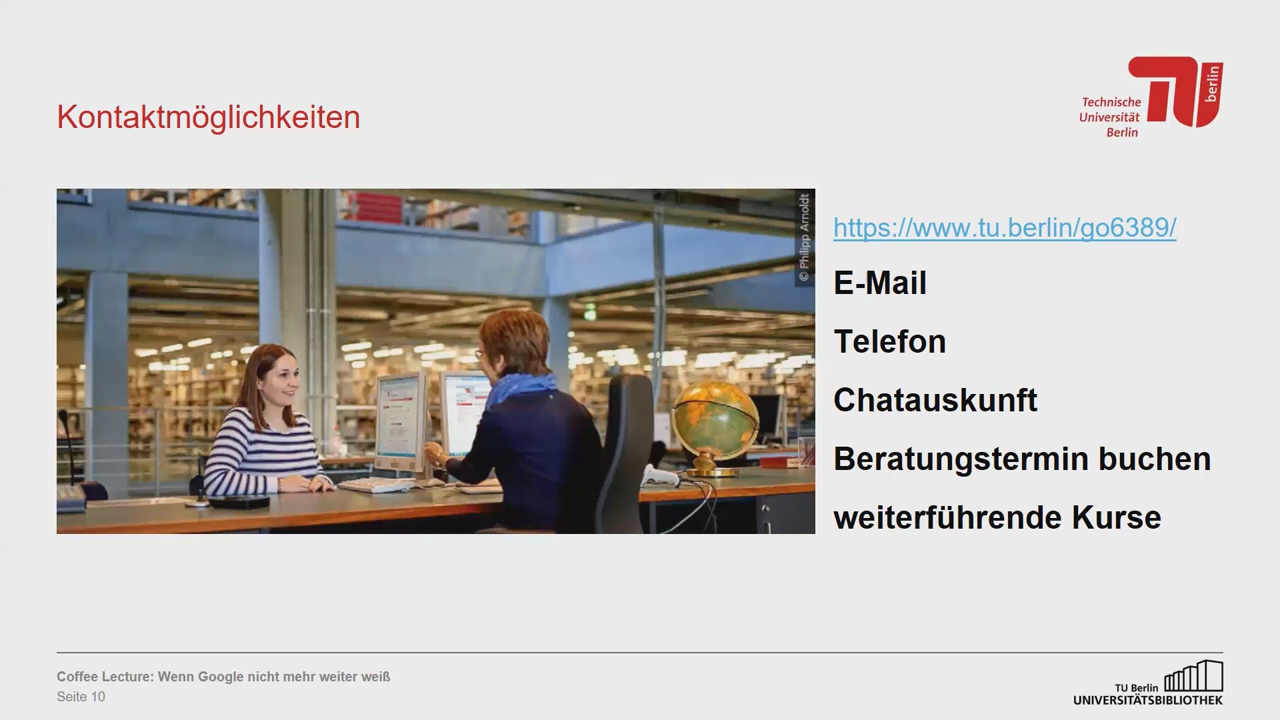 Kontaktmöglichkeiten
Technische
Universität
Berlin
berlin
© Philipp Arnoldt
https://www.tu.berlin/go6389/
E-Mail
Telefon
Chatauskunft
Beratungstermin buchen
weiterführende Kurse
Coffee Lecture: Wenn Google nicht mehr weiter weiß
Seite 10
TU Berlin
UNIVERSITÄTSBIBLIOTHEK